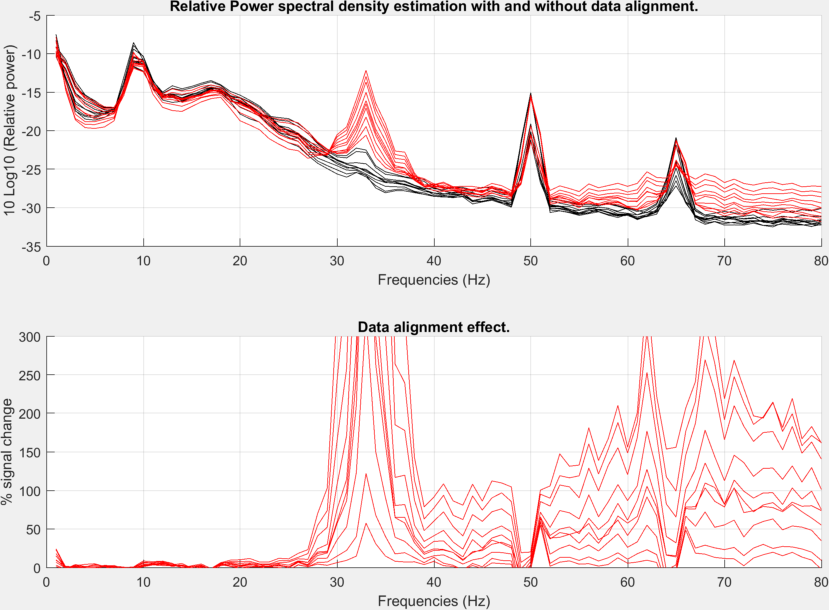 Relative Power spectral density estimation with and without data alignment.
10 Log10 (Relative power)
-5
-10
-15
-20
-25
-30
-35
0 10 20 30 40 50 60 70 80
Frequencies (Hz)
Data alignment effect.
% signal change
300
250
200
150
100
50
0
0 10 20 30 40 50 60 70 80
Frequencies (Hz)